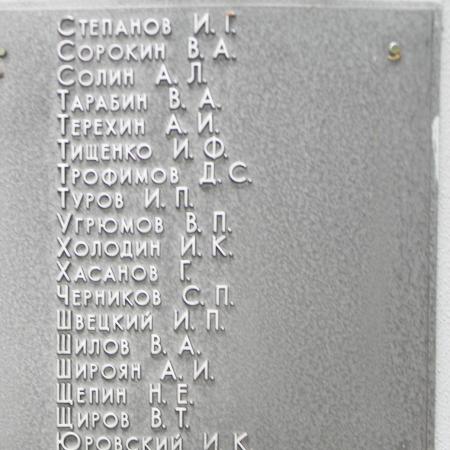 Степанов И. Г.
Сорокин В. А.
Солин А. Л.
Тарабин В. А.
Терехин А. И.
Тищенко И. Ф.
Трофимов Д. С.
Туров И. П.
Угрюмов В. П.
Холодин И. К.
Хасанов Г.
Черников С. П.
Швецкий И. П.
Шилов В. А.
Широян А. И.
Щепин Н. Е.
Щиров В. Т.
Юровский И. К.